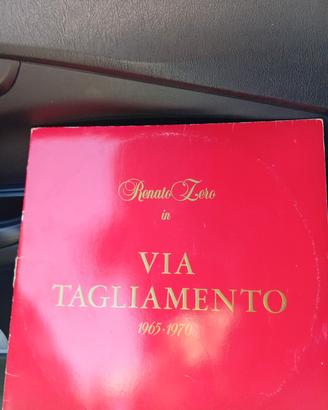 Renato Zero
in
VIA
TAGLIAMENTO
1965-1970